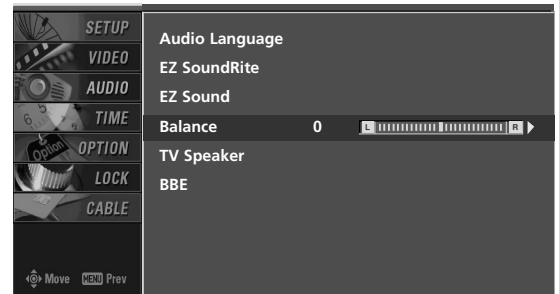 SETUP
VIDEO
AUDIO
TIME
OPTION
LOCK
CABLE
Move MENU Prev
Audio Language
EZ SoundRite
EZ Sound
Balance 0 L R
TV Speaker
BBE
Option